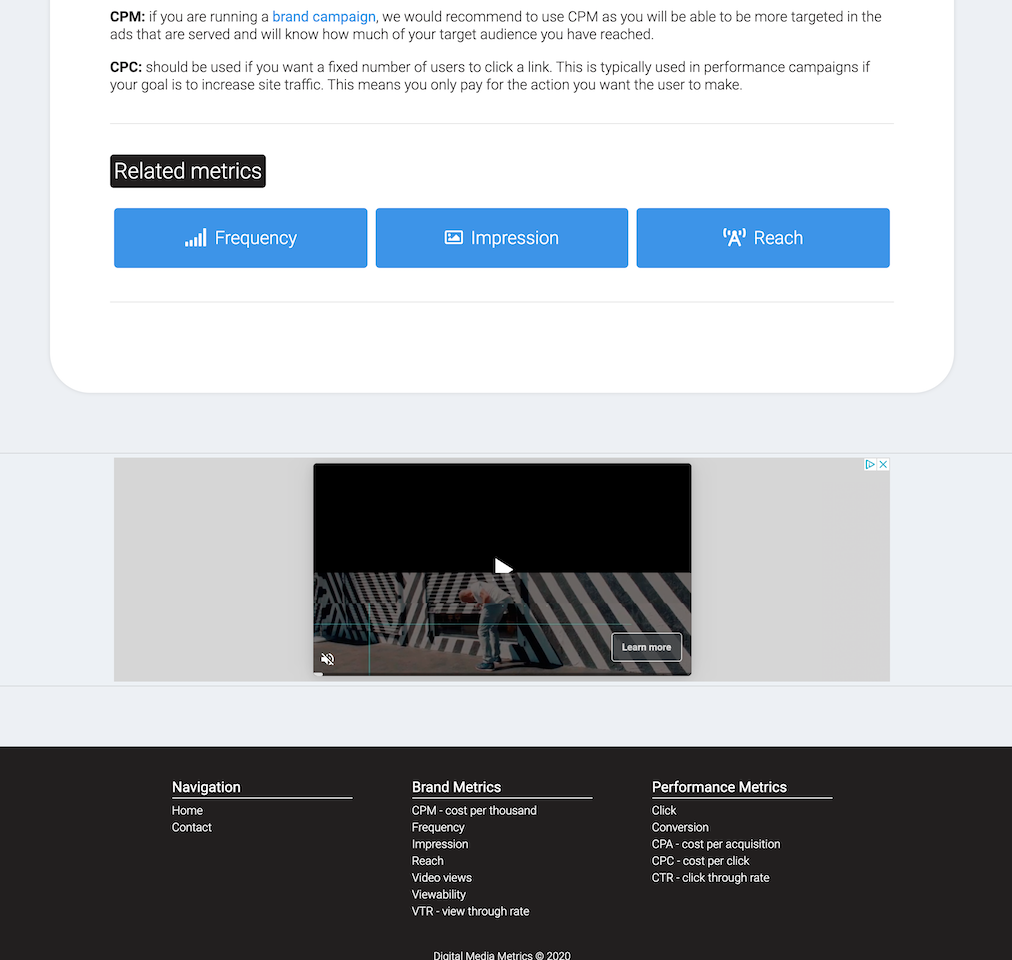 CPM: if you are running a brand campaign, we would recommend to use CPM as you will be able to be more targeted in the
ads that are served and will know how much of your target audience you have reached.
CPC: should be used if you want a fixed number of users to click a link. This is typically used in performance campaigns if
your goal is to increase site traffic. This means you only pay for the action you want the user to make.
Related metrics
Frequency
Impression
Reach
Learn more
Navigation
Home
Contact
Brand Metrics
CPM - cost per thousand
Frequency
Impression
Reach
Video views
Viewability
VTR - view through rate
Performance Metrics
Click
Conversion
CPA - cost per acquisition
CPC - cost per click
CTR - click through rate
Digital Media Metrics © 2020